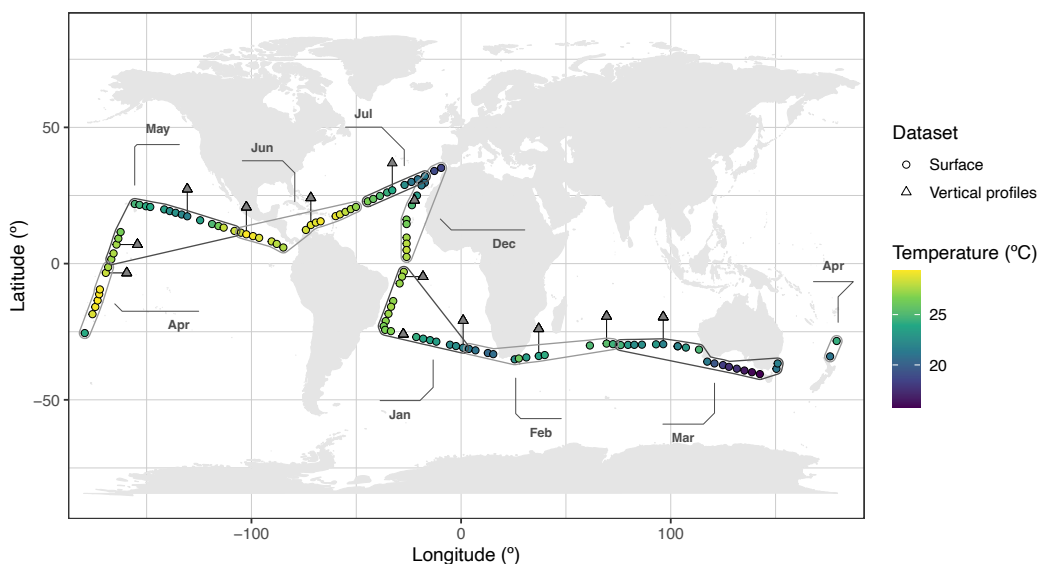 May
Jun
Jul
Dec
Apr
Apr
Jan
Feb
Mar
50
0
−50
−100
0
100
Latitude (º)
Longitude (º)
Dataset
Surface
Vertical profiles
Temperature (ºC)
25
20